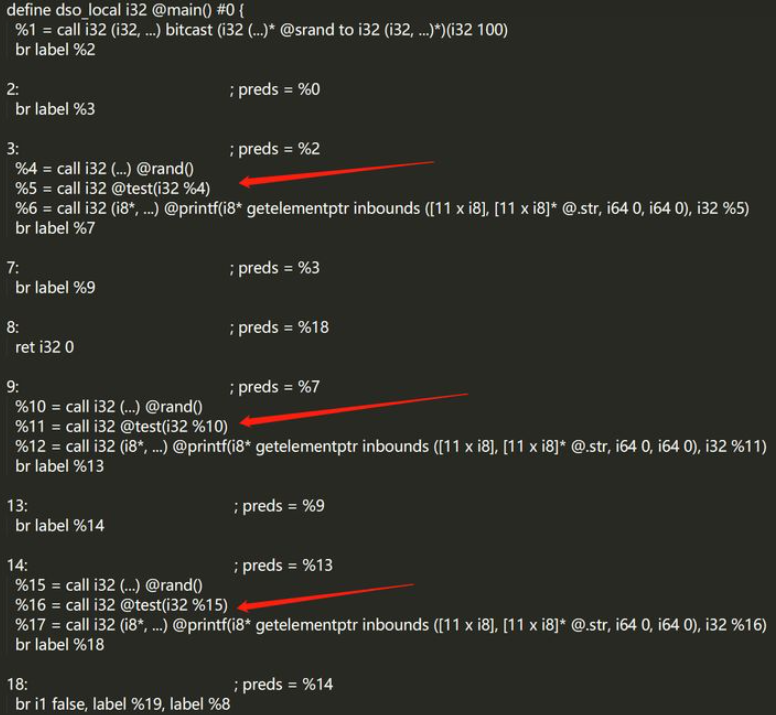 define dso_local i32 @main() #0 {
%1 = call i32 (i32, ...) bitcast (i32 (...)* @srand to i32 (i32, ...)*)(i32 100)
br label %2
2: ; preds = %0
br label %3
3: ; preds = %2
%4 = call i32 (...) @rand()
%5 = call i32 @test(i32 %4)
%6 = call i32 (i8*, ...) @printf(i8* getelementptr inbounds ([11 x i8], [11 x i8]* @.str, i64 0, i64 0), i32 %5)
br label %7
7: ; preds = %3
br label %9
8: ; preds = %18
ret i32 0
9: ; preds = %7
%10 = call i32 (...) @rand()
%11 = call i32 @test(i32 %10)
%12 = call i32 (i8*, ...) @printf(i8* getelementptr inbounds ([11 x i8], [11 x i8]* @.str, i64 0, i64 0), i32 %11)
br label %13
13: ; preds = %9
br label %14
14: ; preds = %13
%15 = call i32 (...) @rand()
%16 = call i32 @test(i32 %15)
%17 = call i32 (i8*, ...) @printf(i8* getelementptr inbounds ([11 x i8], [11 x i8]* @.str, i64 0, i64 0), i32 %16)
br label %18
18: ; preds = %14
br i1 false, label %19, label %8